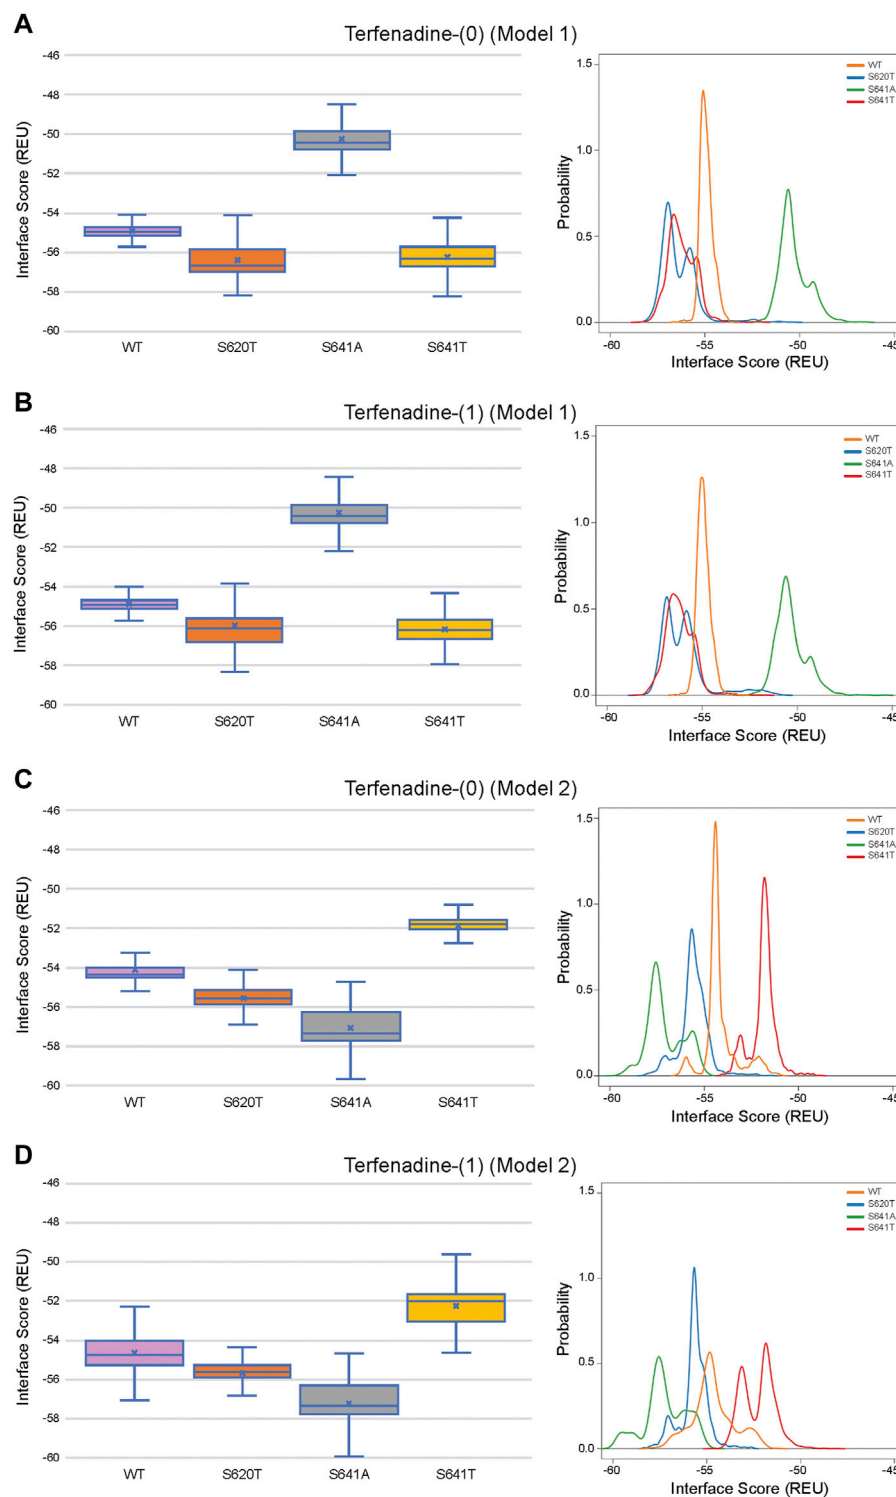 A
Terfenadine-(0) (Model 1)
Interface Score (REU)
-46
-48
-50
-52
-54
-56
-58
-60
WT
S620T
S641A
S641T
Probability
1.5
1.0
0.5
0.0
-60
-55
-50
-45
Interface Score (REU)
WT
S620T
S641A
S641T
B
Terfenadine-(1) (Model 1)
Interface Score (REU)
-46
-48
-50
-52
-54
-56
-58
-60
WT
S620T
S641A
S641T
Probability
1.5
1.0
0.5
0.0
-60
-55
-50
-45
Interface Score (REU)
WT
S620T
S641A
S641T
C
Terfenadine-(0) (Model 2)
Interface Score (REU)
-46
-48
-50
-52
-54
-56
-58
-60
WT
S620T
S641A
S641T
Probability
1.5
1.0
0.5
0.0
-60
-55
-50
-45
Interface Score (REU)
WT
S620T
S641A
S641T
D
Terfenadine-(1) (Model 2)
Interface Score (REU)
-46
-48
-50
-52
-54
-56
-58
-60
WT
S620T
S641A
S641T
Probability
1.5
1.0
0.5
0.0
-60
-55
-50
-45
Interface Score (REU)
WT
S620T
S641A
S641T